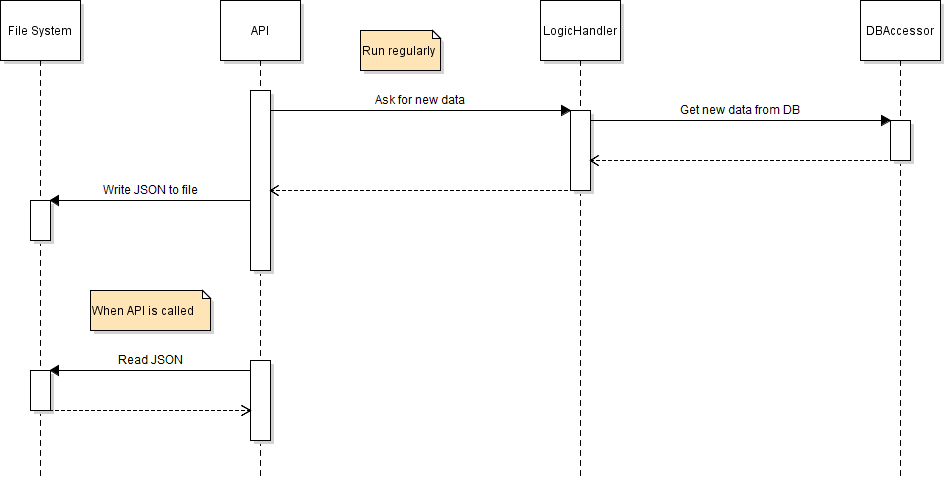 File System
API
LogicHandler
DBAccessor
Run regularly
Ask for new data
Get new data from DB
Write JSON to file
When API is called
Read JSON